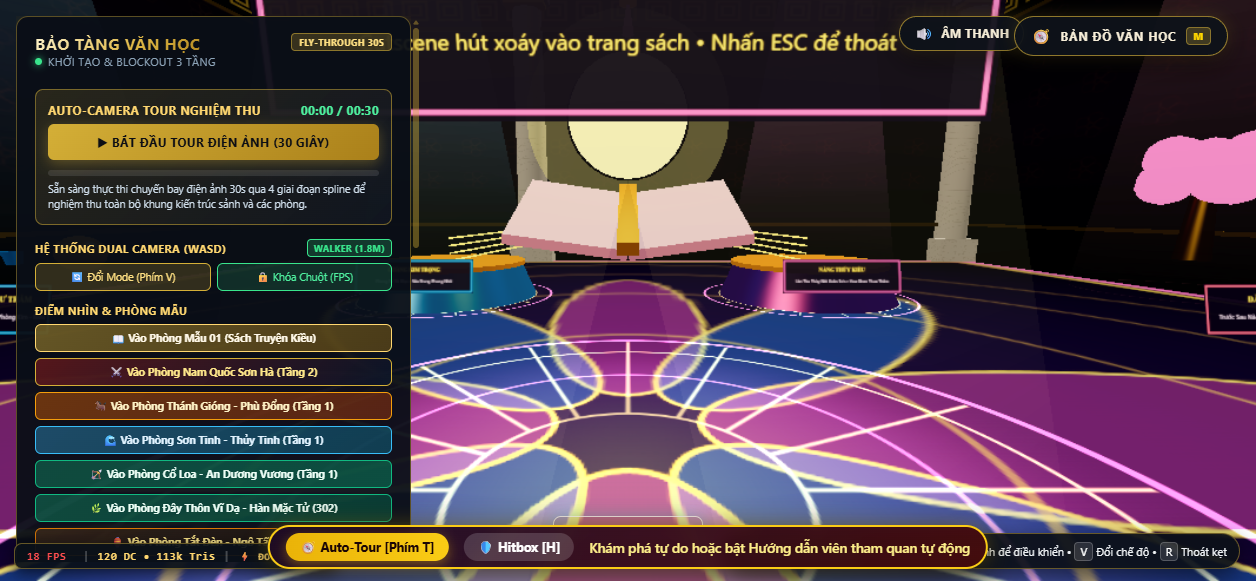 BẢO TÀNG VĂN HỌC
FLY-THROUGH 30S
KHỞI TẠO & BLOCKOUT 3 TẦNG
AUTO-CAMERA TOUR NGHIỆM THU
00:00 / 00:30
▶ BẮT ĐẦU TOUR ĐIỆN ẢNH (30 GIÂY)
Sẵn sàng thực thi chuyến bay điện ảnh 30s qua 4 giai đoạn spline để
nghiệm thu toàn bộ khung kiến trúc sảnh và các phòng.
HỆ THỐNG DUAL CAMERA (WASD)
WALKER (1.8M)
Đổi Mode (Phím V)
Khóa Chuột (FPS)
ĐIỂM NHÌN & PHÒNG MẪU
Vào Phòng Mẫu 01 (Sách Truyện Kiều)
Vào Phòng Nam Quốc Sơn Hà (Tầng 2)
Vào Phòng Thánh Gióng - Phù Đổng (Tầng 1)
Vào Phòng Sơn Tinh - Thủy Tinh (Tầng 1)
Vào Phòng Cổ Loa - An Dương Vương (Tầng 1)
Vào Phòng Đây Thôn Vĩ Dạ - Hàn Mặc Tử (302)
Vào Phòng Tắt Đèn - Ngô
18 FPS | 120 DC • 113k Tris |
cene hút xoáy vào trang sách • Nhấn ESC để thoát
ÂM THANH
BẢN ĐỒ VĂN HỌC M
NÀNG THÚY KIỀU
Auto-Tour [Phím T]
Hitbox [H]
Khám phá tự do hoặc bật Hướng dẫn viên tham quan tự động
để điều khiển • V Đổi chế độ • R Thoát kẹt